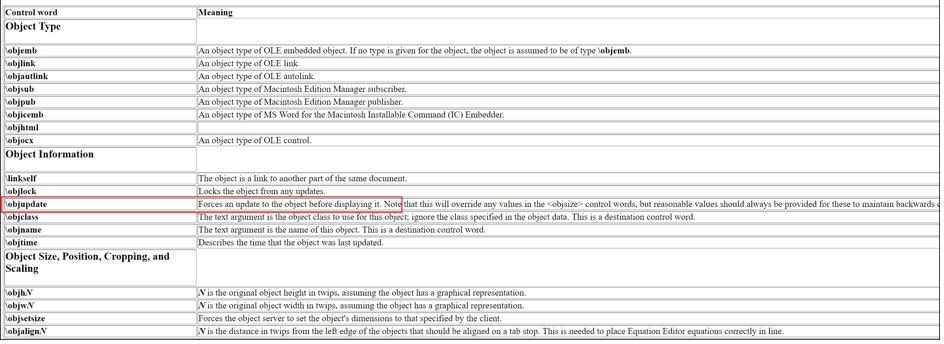 Control word Meaning
Object Type
\objemb An object type of OLE embedded object. If no type is given for the object, the object is assumed to be of type \objemb.
\objlink An object type of OLE link.
\objautlink An object type of OLE autolink.
\objsub An object type of Macintosh Edition Manager subscriber.
\objpub An object type of Macintosh Edition Manager publisher.
\objicemb An object type of MS Word for the Macintosh Installable Command (IC) Embedder.
\objhtml
\objocx An object type of OLE control.
Object Information
\linkself The object is a link to another part of the same document.
\objlock Locks the object from any updates.
\objupdate Forces an update to the object before displaying it. Note that this will override any values in the <objsize> control words, but reasonable values should always be provided for these to maintain backwards c
\objclass The text argument is the object class to use for this object; ignore the class specified in the object data. This is a destination control word.
\objname The text argument is the name of this object. This is a destination control word.
\objtime Describes the time that the object was last updated.
Object Size, Position, Cropping, and
Scaling
\objhN N is the original object height in twips, assuming the object has a graphical representation.
\objwN N is the original object width in twips, assuming the object has a graphical representation.
\objsetsize Forces the object server to set the object's dimensions to that specified by the client.
\objalignN N is the distance in twips from the left edge of the objects that should be aligned on a tab stop. This is needed to place Equation Editor equations correctly in line.